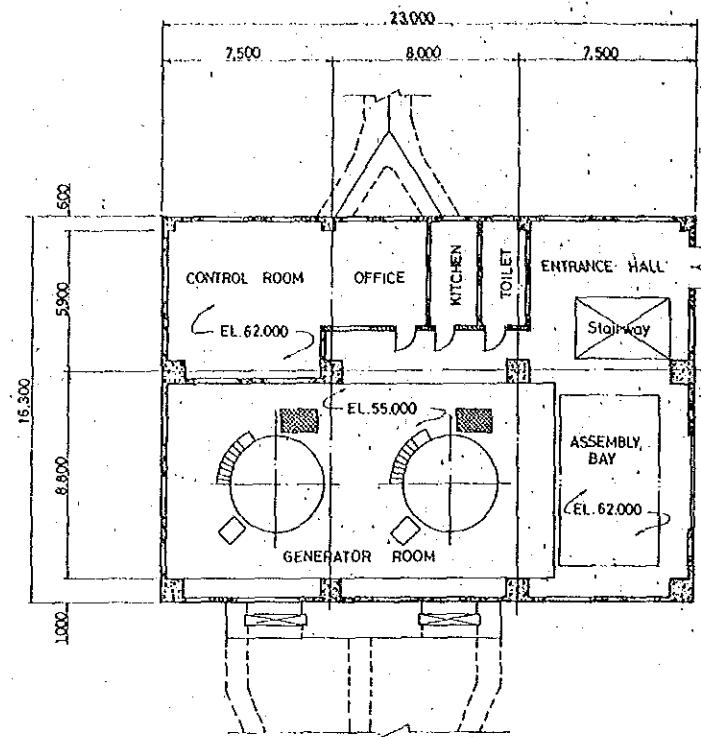 23.000
7,500
8.000
7.500
600
5,900
16,300
8,800
1.000
CONTROL ROOM
OFFICE
KITCHEN
TOILET
ENTRANCE HALL
EL.62.000
Stairway
EL.55.000
ASSEMBLY
BAY
EL.62.000
GENERATOR ROOM